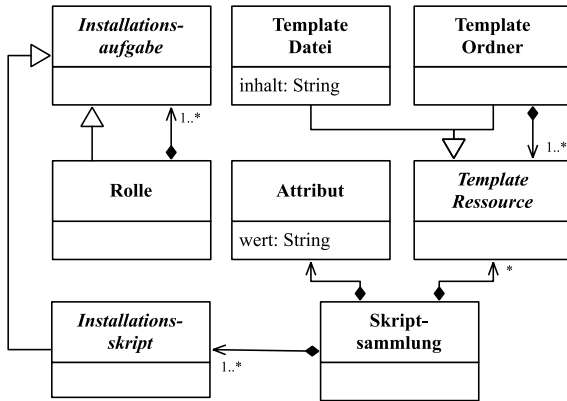 Installations-
aufgabe
Template
Datei
inhalt: String
Template
Ordner
1..*
1..*
Rolle
Attribut
wert: String
Template
Ressource
*
Installations-
skript
1..*
Skript-
sammlung